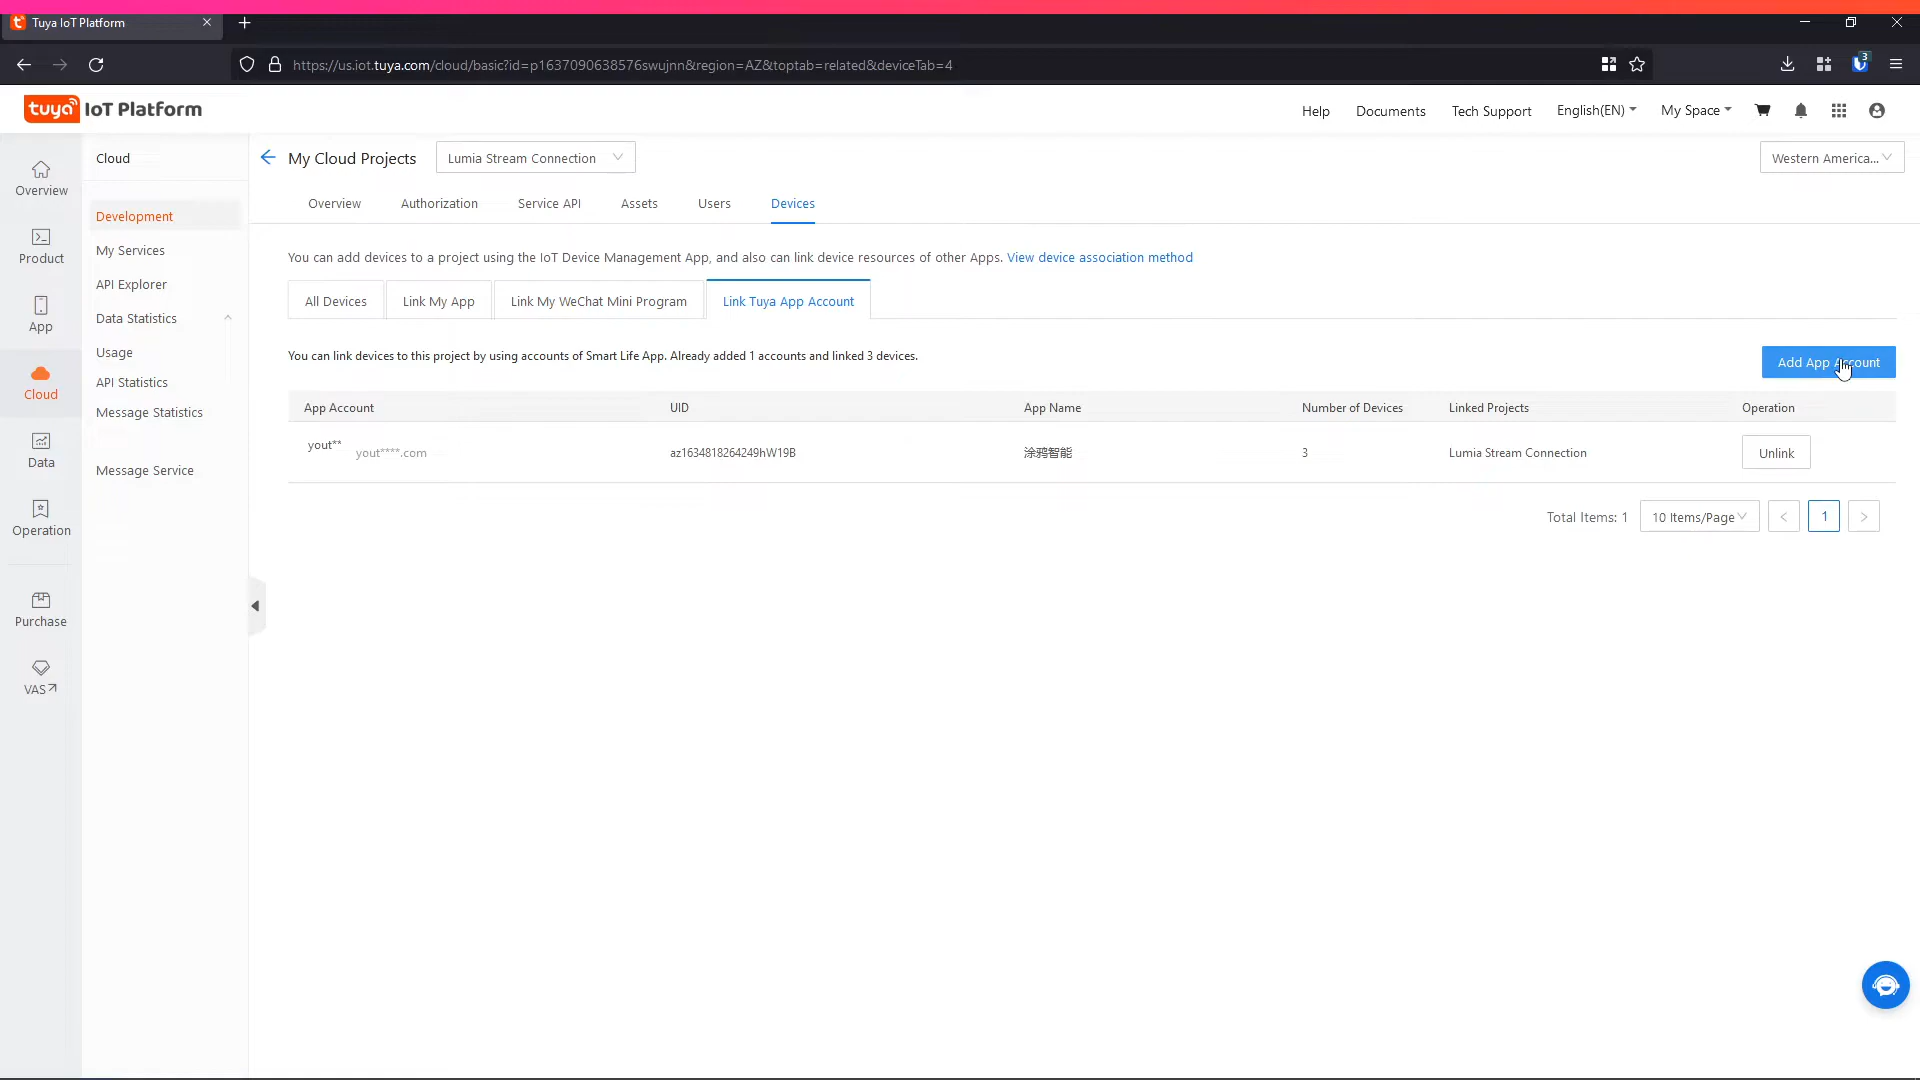 Tuya IoT Platform
3
https://us.iot.tuya.com/cloud/basic?id=p1637090638576swujnn&region=AZ&toptab=related&deviceTab=4
tuya IoT Platform
Help
Documents
Tech Support
English(EN)
My Space
Overview
Product
App
Cloud
Data
Operation
Purchase
VAS
Cloud
Development
My Services
API Explorer
Data Statistics
Usage
API Statistics
Message Statistics
Message Service
My Cloud Projects
Lumia Stream Connection
Western America...
Overview
Authorization
Service API
Assets
Users
Devices
You can add devices to a project using the IoT Device Management App, and also can link device resources of other Apps. View device association method
All Devices
Link My App
Link My WeChat Mini Program
Link Tuya App Account
You can link devices to this project by using accounts of Smart Life App. Already added 1 accounts and linked 3 devices.
Add App Account
App Account
UID
App Name
Number of Devices
Linked Projects
Operation
yout**
yout****.com
az1634818264249hW19B
涂鸦智能
3
Lumia Stream Connection
Unlink
Total Items: 1
10 Items/Page
<
1
>